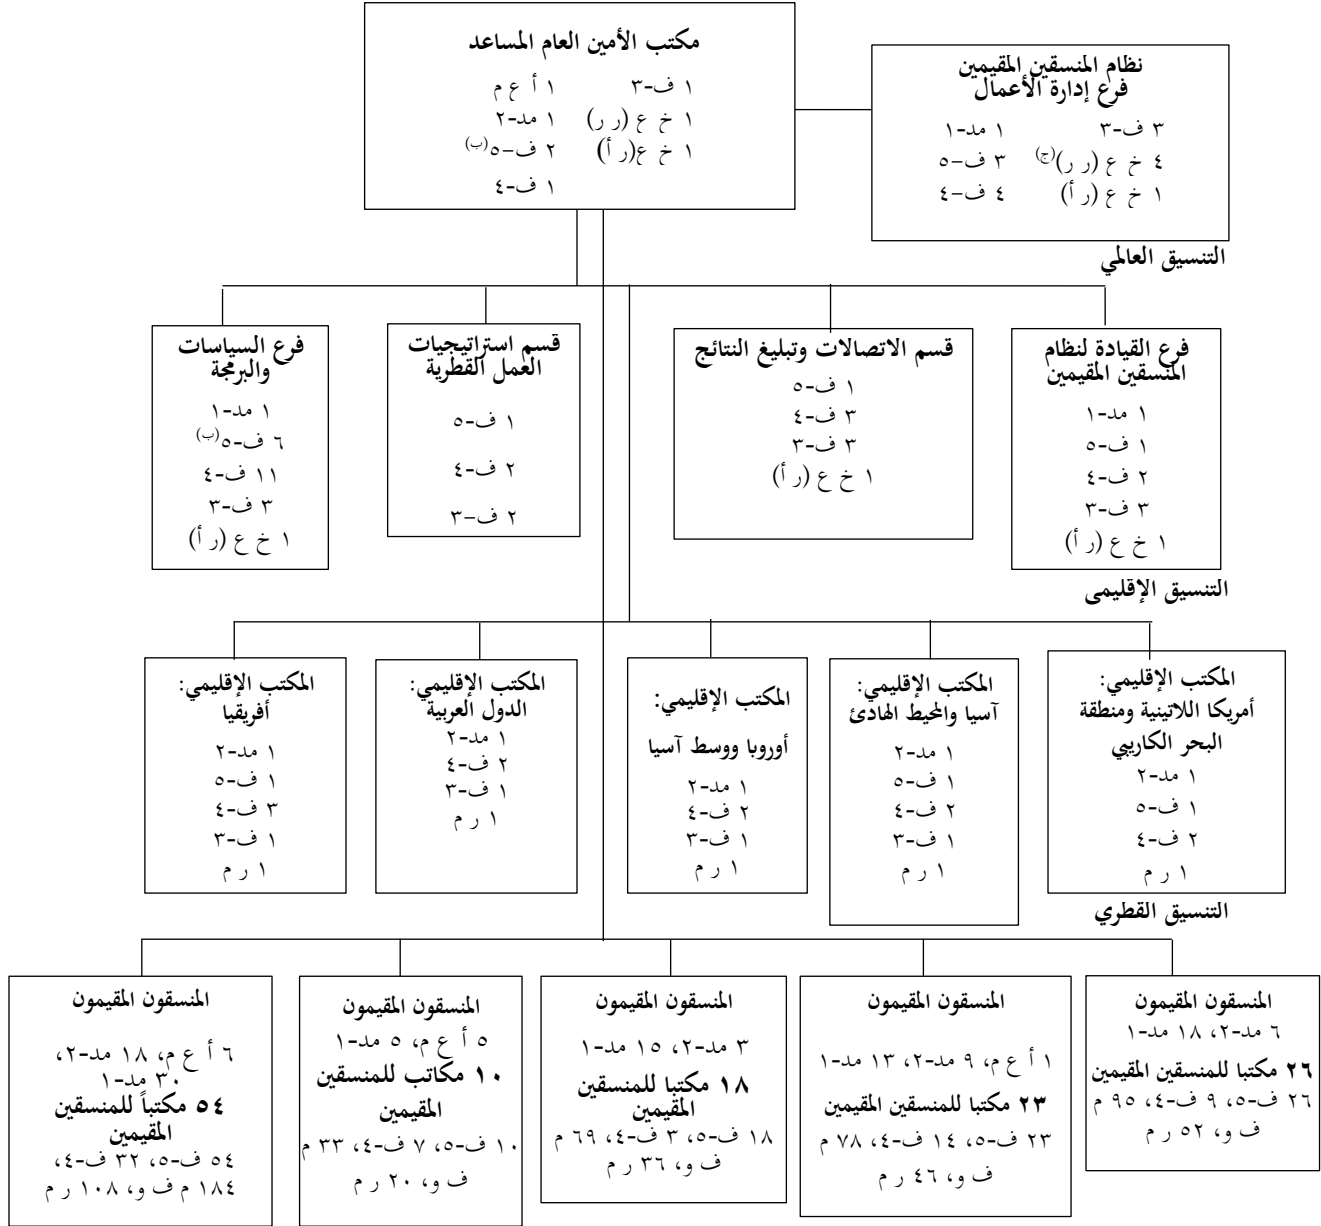 مكتب الأمين العام المساعد
١ ف-٣ ١ أ ع م
١ خ ع (ر ر) ١ مد-٢
١ خ ع(ر أ) ٢ ف-٥(ب)
١ ف-٤
نظام المنسقين المقيمين
فرع إدارة الأعمال
٣ ف-٣ ١ مد-١
٤ خ ع (ر ر)(ج) ٣ ف-٥
١ خ ع (ر أ) ٤ ف-٤
التنسيق العالمي
فرع القيادة لنظام
المنسقين المقيمين
١ مد-١
١ ف-٥
٢ ف-٤
٣ ف-٣
١ خ ع (ر أ)
قسم الاتصالات وتبليغ النتائج
١ ف-٥
٣ ف-٤
٣ ف-٣
١ خ ع (ر أ)
قسم استراتيجيات
العمل القطرية
١ ف-٥
٢ ف-٤
٢ ف-٣
فرع السياسات
والبرمجة
١ مد-١
٦ ف-٥(ب)
١١ ف-٤
٣ ف-٣
١ خ ع (ر أ)
التنسيق الإقليمى
المكتب الإقليمي:
أمريكا اللاتينية ومنطقة
البحر الكاريبي
١ مد-٢
١ ف-٥
٢ ف-٤
١ ر م
المكتب الإقليمي:
آسيا والمحيط الهادئ
١ مد-٢
١ ف-٥
٢ ف-٤
١ ف-٣
١ ر م
المكتب الإقليمي:
أوروبا ووسط آسيا
١ مد-٢
٢ ف-٤
١ ف-٣
١ ر م
المكتب الإقليمي:
الدول العربية
١ مد-٢
٢ ف-٤
١ ف-٣
١ ر م
المكتب الإقليمي:
أفريقيا
١ مد-٢
١ ف-٥
٣ ف-٤
١ ف-٣
١ ر م
التنسيق القطري
المنسقون المقيمون
٦ مد-٢، ١٨ مد-١
٢٦ مكتبا للمنسقين المقيمين
٢٦ ف-٥، ٩ ف-٤، ٩٥ م
ف و، ٥٢ ر م
المنسقون المقيمون
١ أ ع م، ٩ مد-٢، ١٣ مد-١
٢٣ مكتبا للمنسقين المقيمين
٢٣ ف-٥، ١٤ ف-٤، ٧٨ م
ف و، ٤٦ ر م
المنسقون المقيمون
٣ مد-٢، ١٥ مد-١
١٨ مكتبا للمنسقين
المقيمين
١٨ ف-٥، ٣ ف-٤، ٦٩ م
ف و، ٣٦ ر م
المنسقون المقيمون
٥ أ ع م، ٥ مد-١
١٠ مكاتب للمنسقين
المقيمين
١٠ ف-٥، ٧ ف-٤، ٣٣ م
ف و، ٢٠ ر م
المنسقون المقيمون
٦ أ ع م، ١٨ مد-٢،
٣٠ مد-١
٥٤ مكتباً للمنسقين
المقيمين
٥٤ ف-٥، ٣٢ ف-٤،
١٨٤ م ف و، ١٠٨ ر م